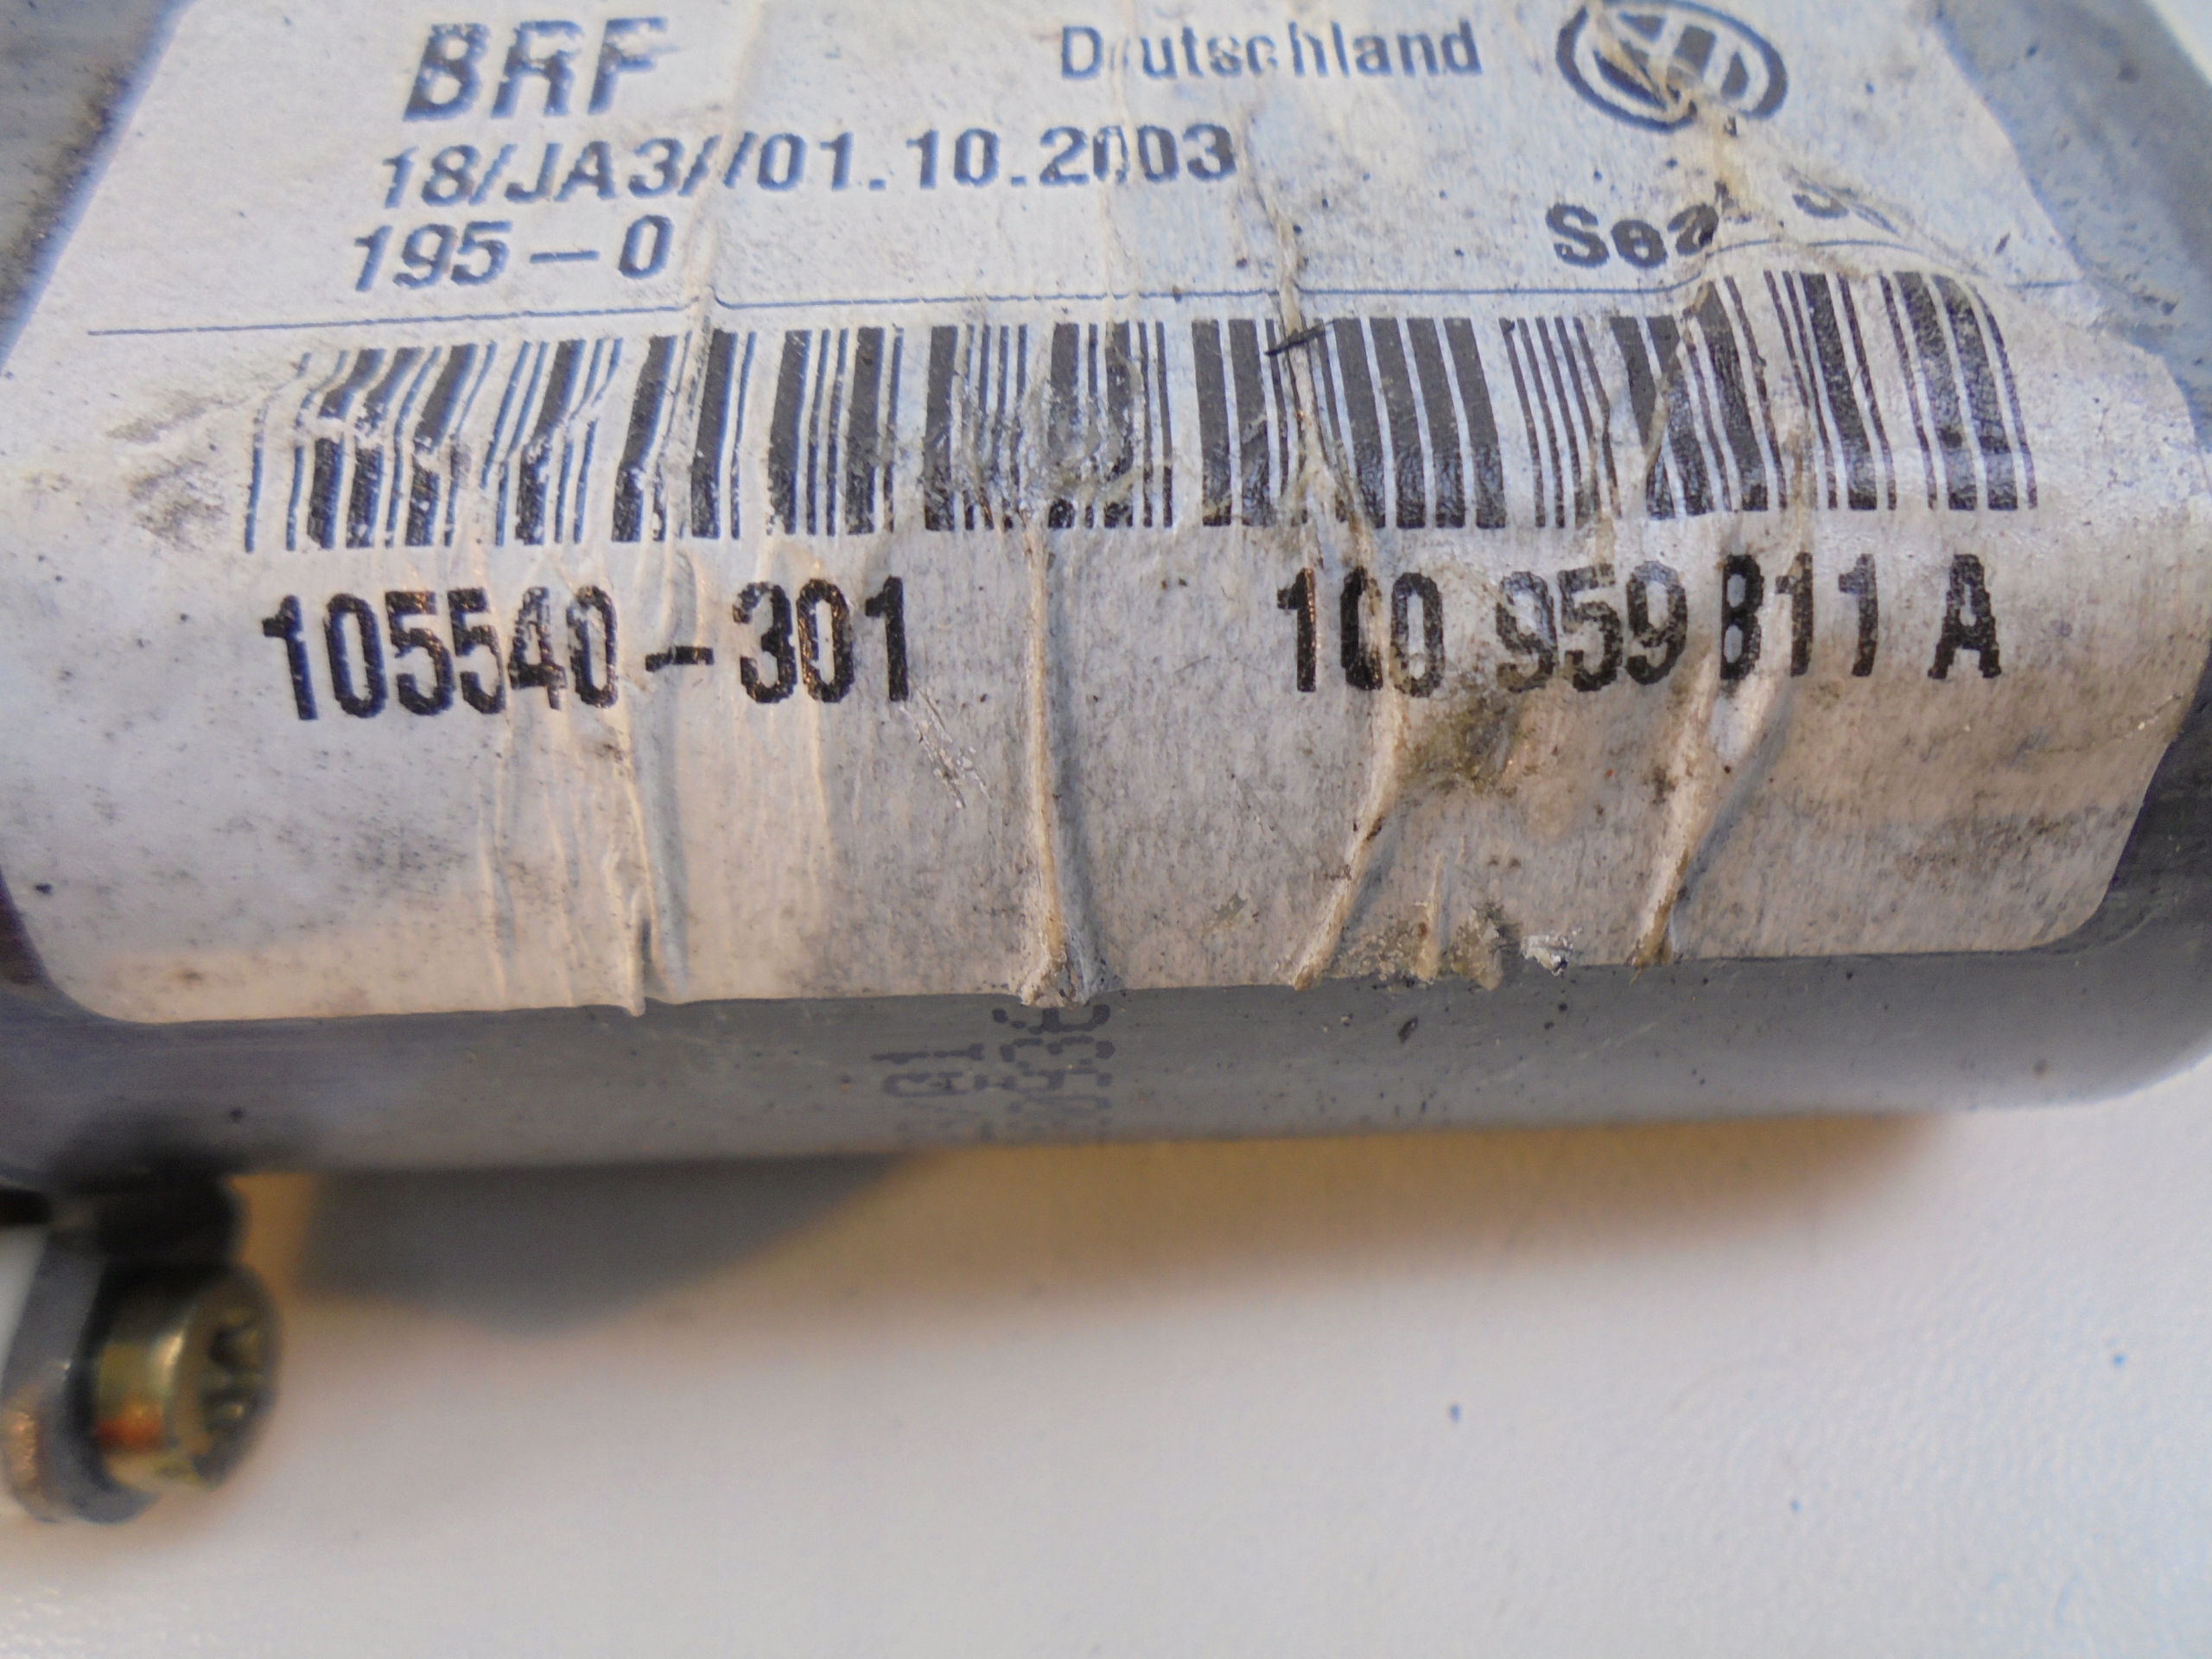 BRF Deutschland
18/JA3//01.10.2003
195-0
105540-301 1C0 959 811 A